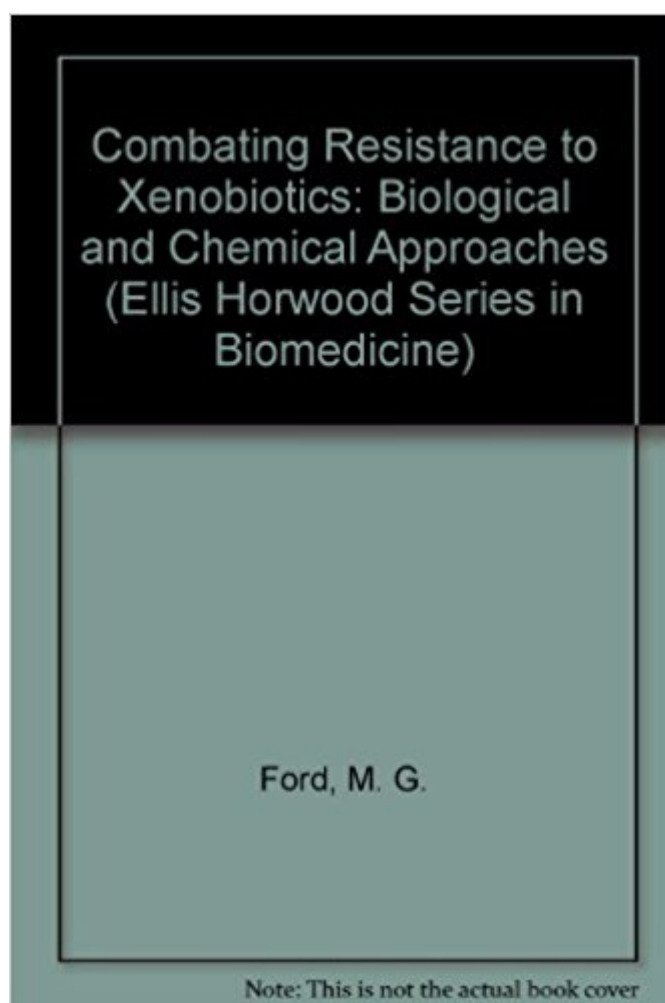 Combating Resistance to
Xenobiotics: Biological
and Chemical Approaches
(Ellis Horwood Series in
Biomedicine)
Ford, M. G.
Note: This is not the actual book cover